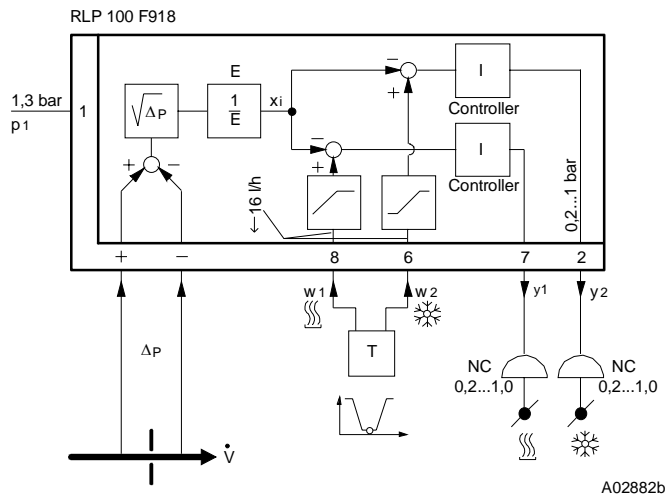 RLP 100 F918
1,3 bar
p1
1
√ΔP
E
1
E
xi
−
+
I
Controller
−
+
I
Controller
+
−
←16 l/h
0,2...1 bar
+
−
8
6
7
2
w1
w2
y1
y2
T
ΔP
NC
0,2...1,0
NC
0,2...1,0
V̇
A02882b